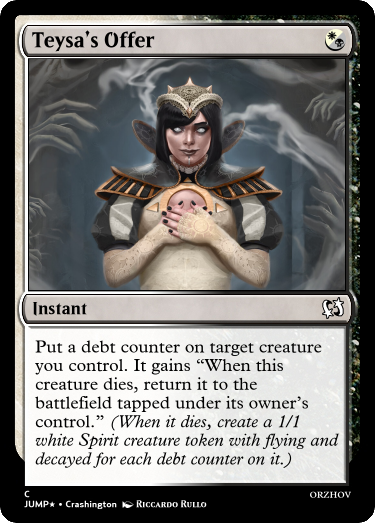 Teysa's Offer
Instant
Put a debt counter on target creature
you control. It gains “When this
creature dies, return it to the
battlefield tapped under its owner's
control.” (When it dies, create a 1/1
white Spirit creature token with flying and
decayed for each debt counter on it.)
C
JUMP★ • Crashington Riccardo Rullo
ORZHOV